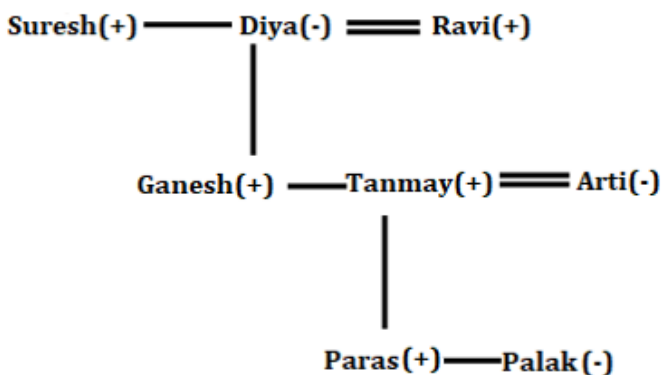 Suresh(+) Diya(-) Ravi(+)
Ganesh(+) Tanmay(+) Arti(-)
Paras(+) Palak(-)